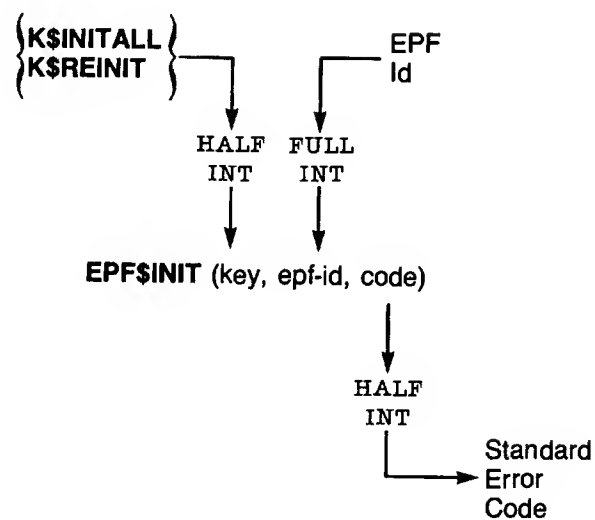 K$INITALL
K$REINIT
EPF
Id
HALF
INT
FULL
INT
EPF$INIT (key, epf-id, code)
HALF
INT
Standard
Error
Code